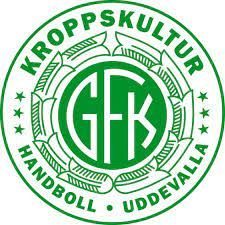 KROPPSKULTUR
GFK
HANDBOLL · UDDEVALLA